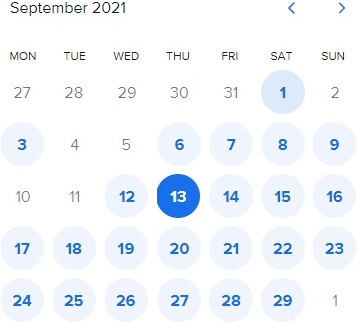 September 2021 < >
MON TUE WED THU FRI SAT SUN
27 28 29 30 31 1 2
3 4 5 6 7 8 9
10 11 12 13 14 15 16
17 18 19 20 21 22 23
24 25 26 27 28 29 1